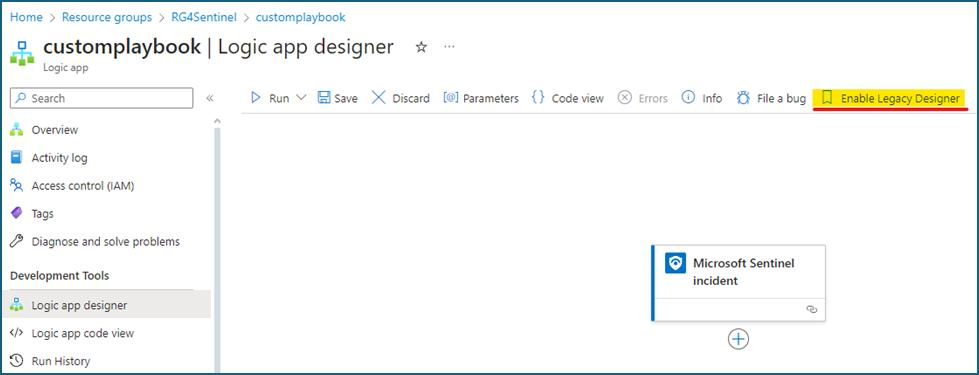 Home > Resource groups > RG4Sentinel > customplaybook
customplaybook | Logic app designer ☆ ...
Logic app
Search «
Run Save Discard [@] Parameters {} Code view Errors Info File a bug Enable Legacy Designer
Overview
Activity log
Access control (IAM)
Tags
Diagnose and solve problems
Development Tools
Logic app designer
</> Logic app code view
Run History
Microsoft Sentinel
incident